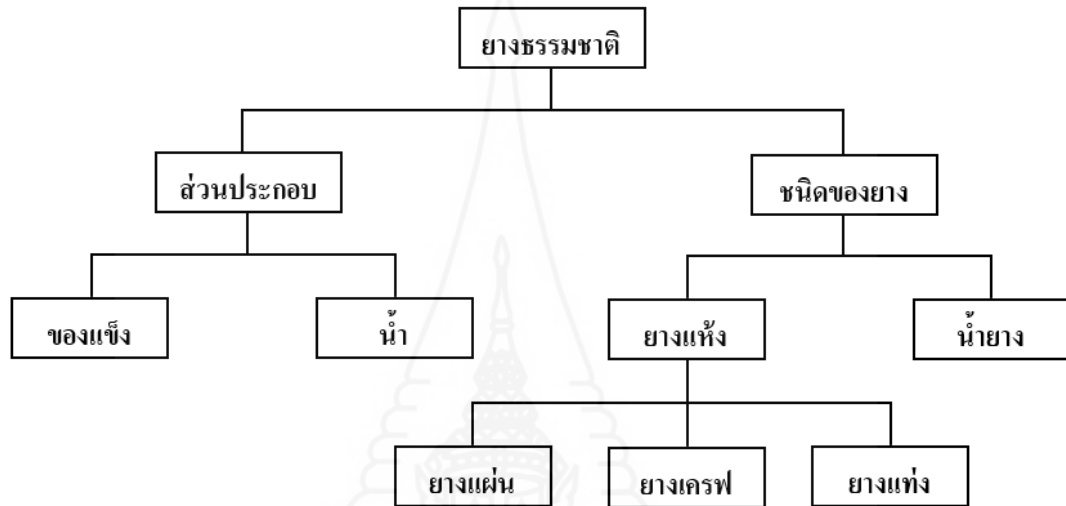 ยางธรรมชาติ
ส่วนประกอบ
ชนิดของยาง
ของแข็ง
น้ำ
ยางแห้ง
น้ำยาง
ยางแผ่น
ยางเครฟ
ยางแท่ง